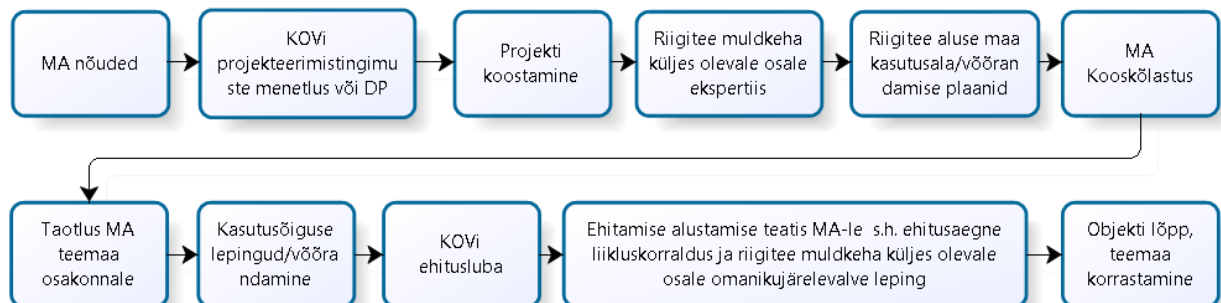 MA nõuded
KOVi
projekteerimistingimu
ste menetlus või DP
Projekti
koostamine
Riigitee muldkeha
küljes olevale osale
ekspertiis
Riigitee aluse maa
kasutusala/võõran
damise plaanid
MA
Kooskõlastus
Taotlus MA
teemaa
osakonnale
Kasutusõiguse
lepingud/võõra
ndamine
KOVi
ehitusluba
Ehitamise alustamise teatis MA-le s.h. ehitusaegne
liikluskorraldus ja riigitee muldkeha küljes olevale
osale omanikujärelevalve leping
Objekti lõpp,
teemaa
korrastamine